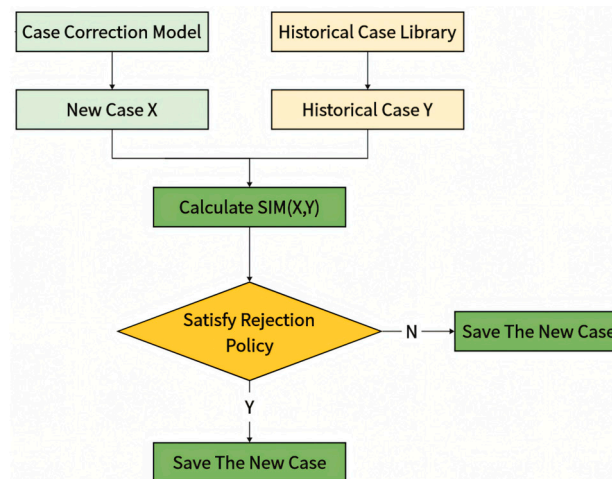 Case Correction Model
Historical Case Library
New Case X
Historical Case Y
Calculate SIM(X,Y)
Satisfy Rejection
Policy
N
Save The New Case
Y
Save The New Case